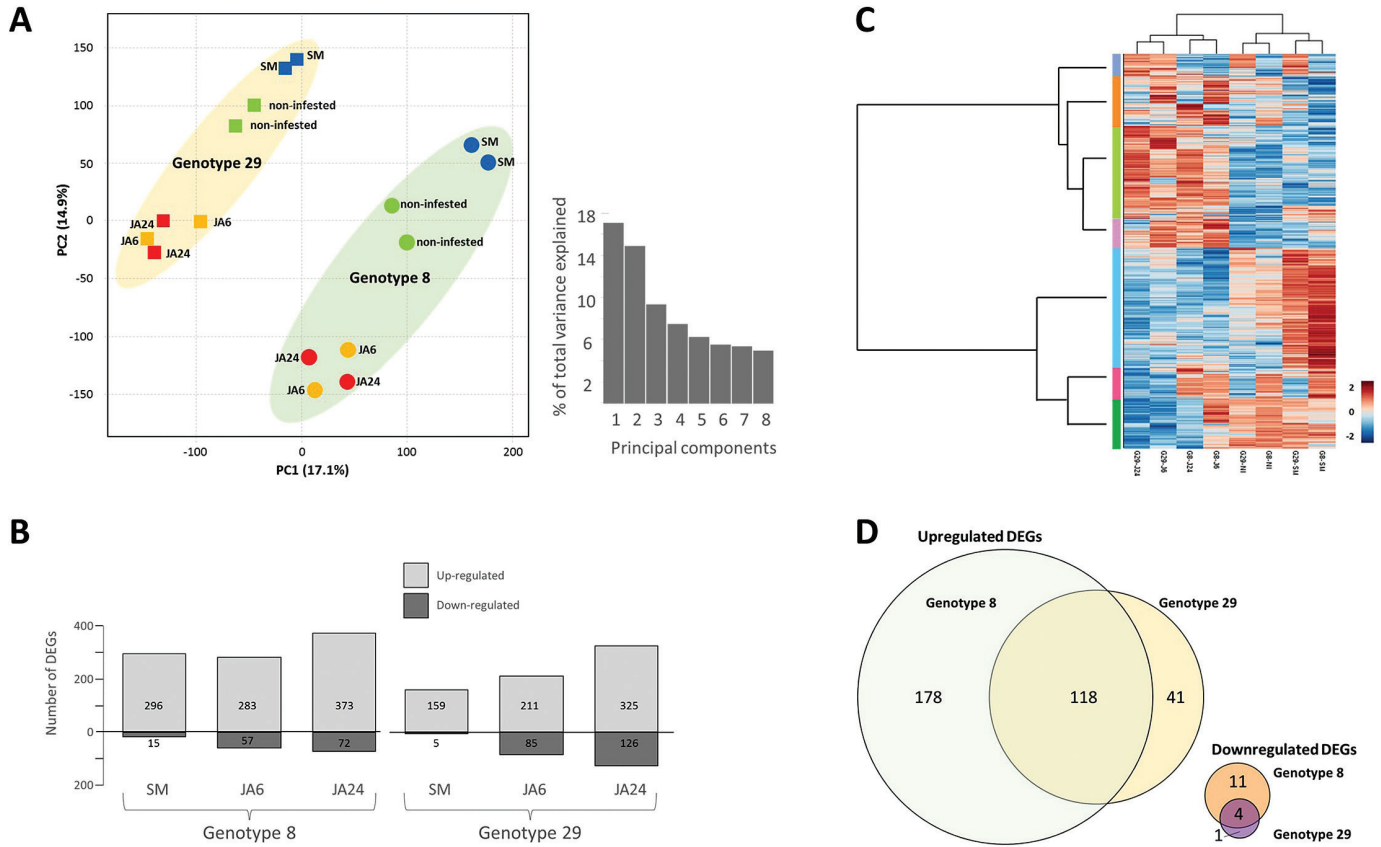 A
150
100
50
0
-50
-100
-150
PC2 (14.9%)
SM
SM
non-infested
non-infested
Genotype 29
JA24
JA6
JA6
JA24
SM
SM
non-infested
non-infested
Genotype 8
JA24
JA6
JA6
JA24
-100
0
100
200
PC1 (17.1%)
% of total variance explained
18
14
10
6
2
1 2 3 4 5 6 7 8
Principal components
B
Up-regulated
Down-regulated
Number of DEGs
400
200
0
200
296 283 373 159 211 325
15 57 72 5 85 126
SM JA6 JA24 SM JA6 JA24
Genotype 8 Genotype 29
C
G29-J24
G29-J6
G8-J24
G8-J6
G29-NI
G8-NI
G29-SM
G8-SM
2
0
-2
D
Upregulated DEGs
Genotype 8
Genotype 29
178 118 41
Downregulated DEGs
Genotype 8
11
4
1
Genotype 29